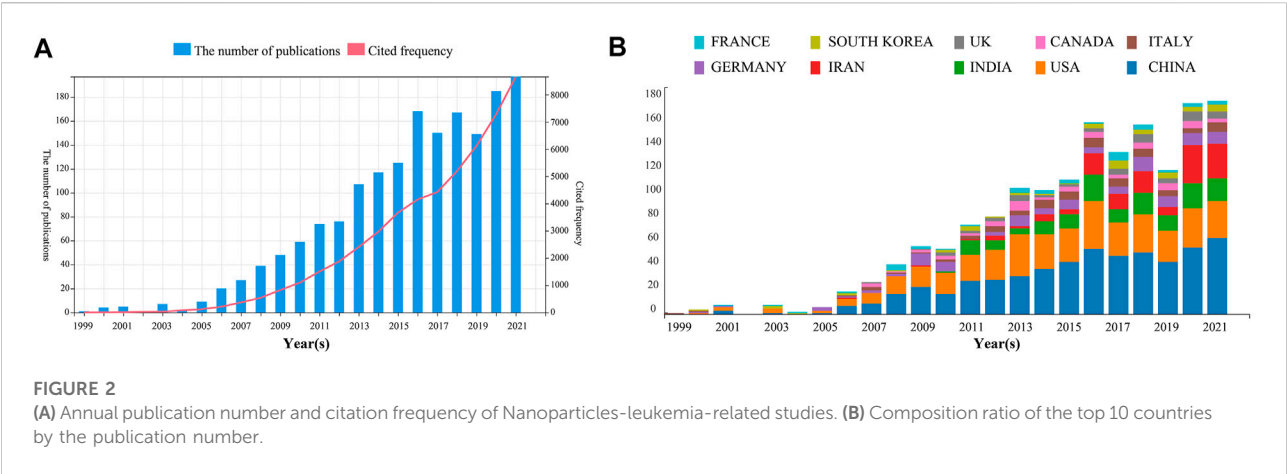 A
The number of publications
Cited frequency
180
160
140
120
100
80
60
40
20
0
The number of publications
8000
7000
6000
5000
4000
3000
2000
1000
0
Cited frequency
1999 2001 2003 2005 2007 2009 2011 2013 2015 2017 2019 2021
Year(s)
B
FRANCE SOUTH KOREA UK CANADA ITALY
GERMANY IRAN INDIA USA CHINA
180
160
140
120
100
80
60
40
20
0
1999 2001 2003 2005 2007 2009 2011 2013 2015 2017 2019 2021
Year(s)
FIGURE 2
(A) Annual publication number and citation frequency of Nanoparticles-leukemia-related studies. (B) Composition ratio of the top 10 countries
by the publication number.